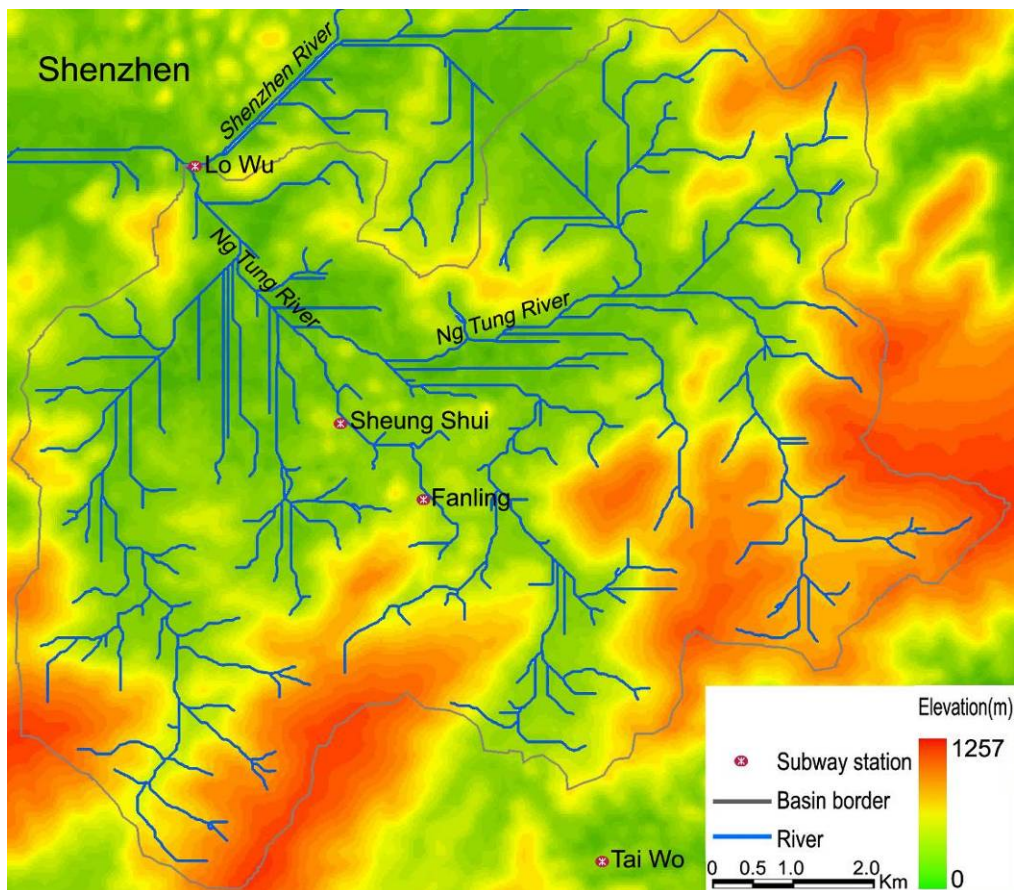 Shenzhen
Shenzhen River
Lo Wu
Ng Tung River
Ng Tung River
Sheung Shui
Fanling
Tai Wo
Elevation(m)
1257
0
Subway station
Basin border
River
0 0.5 1.0 2.0
Km